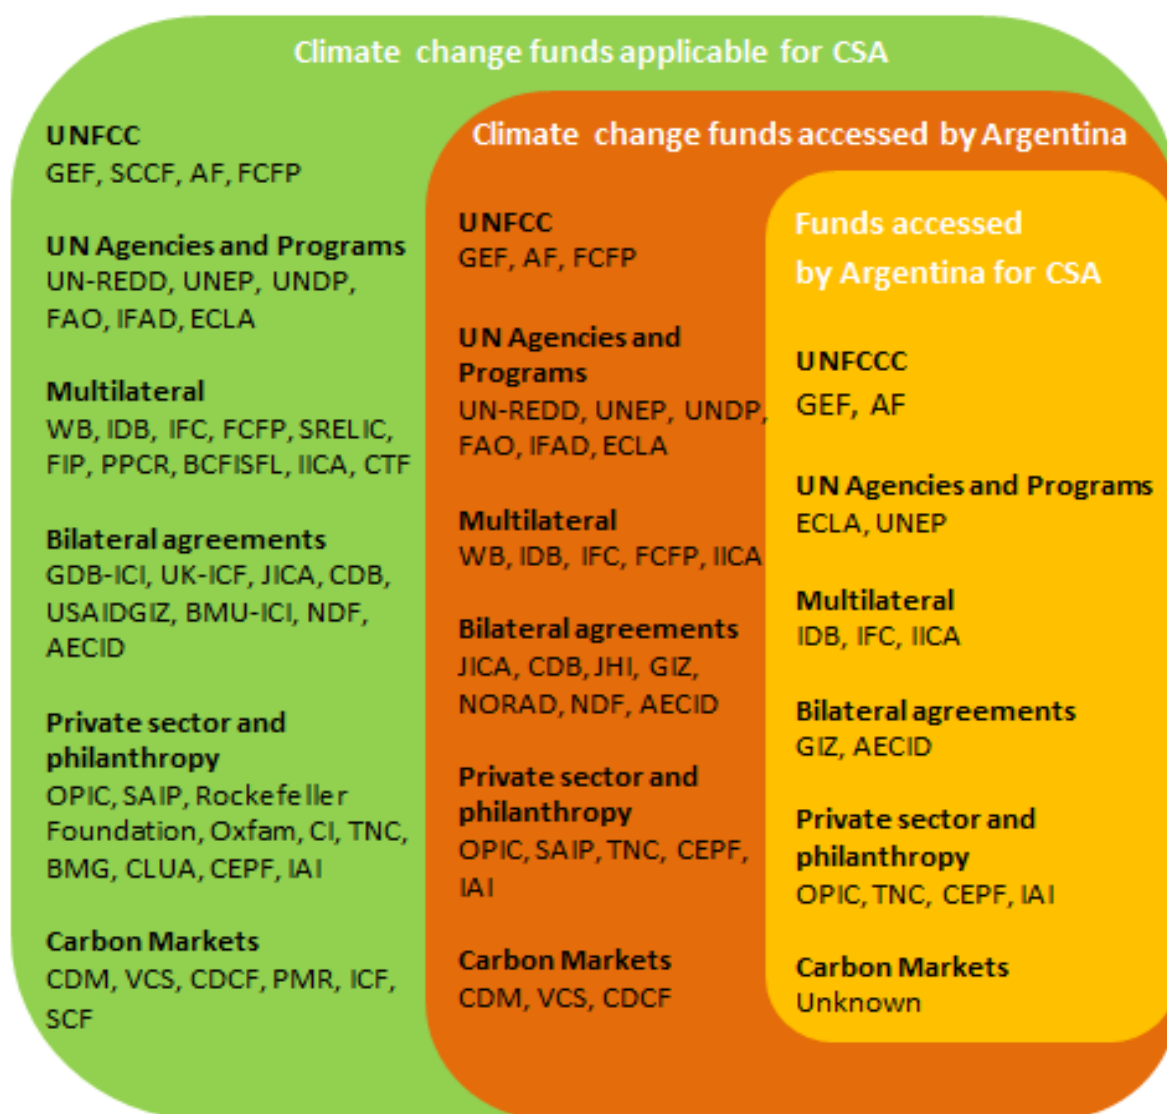 Climate change funds applicable for CSA
UNFCC
GEF, SCCF, AF, FCFP
UN Agencies and Programs
UN-REDD, UNEP, UNDP,
FAO, IFAD, ECLA
Multilateral
WB, IDB, IFC, FCFP, SRELIC,
FIP, PPCR, BCFISFL, IICA, CTF
Bilateral agreements
GDB-ICI, UK-ICF, JICA, CDB,
USAIDGIZ, BMU-ICI, NDF,
AECID
Private sector and
philanthropy
OPIC, SAIP, Rockefeller
Foundation, Oxfam, CI, TNC,
BMG, CLUA, CEPF, IAI
Carbon Markets
CDM, VCS, CDCF, PMR, ICF,
SCF
Climate change funds accessed by Argentina
UNFCC
GEF, AF, FCFP
UN Agencies and
Programs
UN-REDD, UNEP, UNDP,
FAO, IFAD, ECLA
Multilateral
WB, IDB, IFC, FCFP, IICA
Bilateral agreements
JICA, CDB, JHI, GIZ,
NORAD, NDF, AECID
Private sector and
philanthropy
OPIC, SAIP, TNC, CEPF,
IAI
Carbon Markets
CDM, VCS, CDCF
Funds accessed
by Argentina for CSA
UNFCCC
GEF, AF
UN Agencies and Programs
ECLA, UNEP
Multilateral
IDB, IFC, IICA
Bilateral agreements
GIZ, AECID
Private sector and
philanthropy
OPIC, TNC, CEPF, IAI
Carbon Markets
Unknown